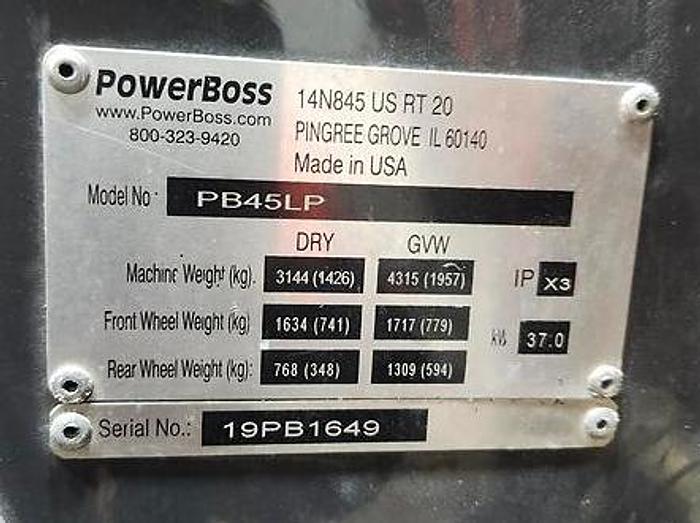 PowerBoss
www.PowerBoss.com
800-323-9420
14N845 US RT 20
PINGREE GROVE IL 60140
Made in USA
Model No: PB45LP
DRY GVW
Machine Weight (kg). 3144 (1426) 4315 (1957) IP X3
Front Wheel Weight (kg) 1634 (741) 1717 (779) kW 37.0
Rear Wheel Weight (kg): 768 (348) 1309 (594)
Serial No.: 19PB1649